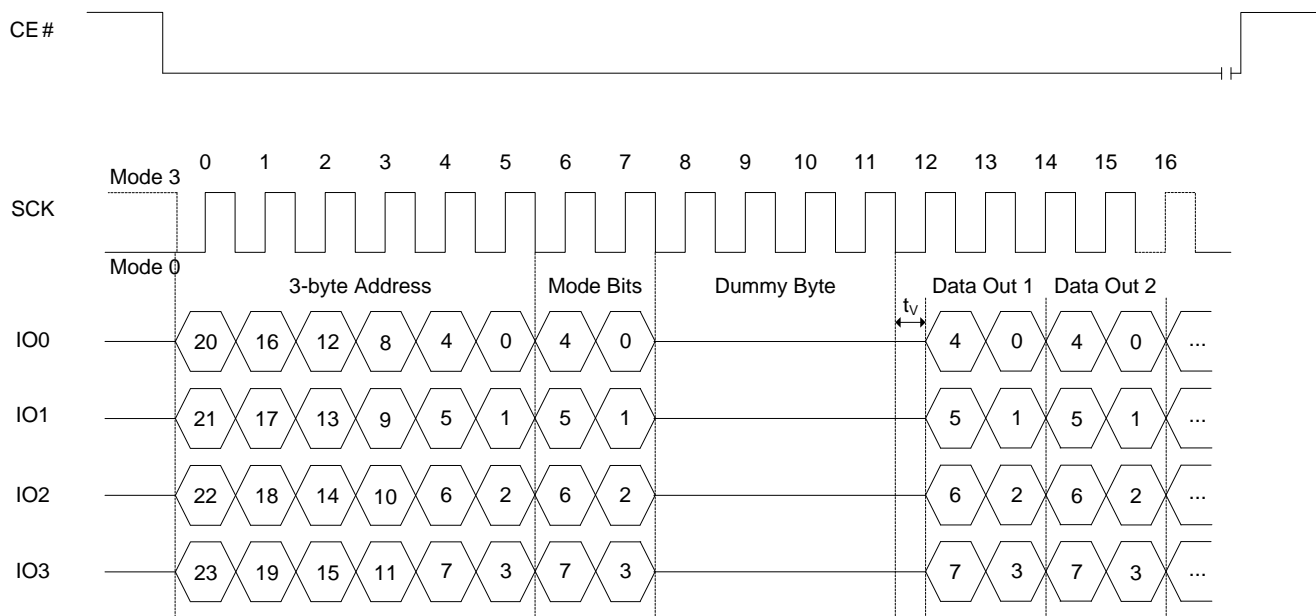 CE #
0 1 2 3 4 5 6 7 8 9 10 11 12 13 14 15 16
Mode 3
SCK
Mode 0
3-byte Address Mode Bits Dummy Byte Data Out 1 Data Out 2
tV
IO0 20 16 12 8 4 0 4 0 4 0 4 0 ...
IO1 21 17 13 9 5 1 5 1 5 1 5 1 ...
IO2 22 18 14 10 6 2 6 2 6 2 6 2 ...
IO3 23 19 15 11 7 3 7 3 7 3 7 3 ...